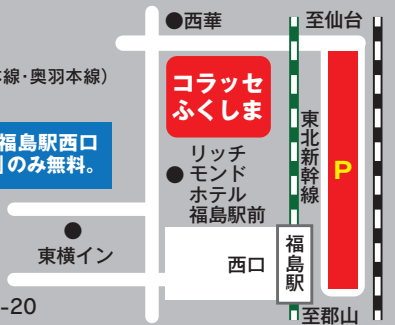 ●西華
至仙台
本線・奥羽本線）
コラッセ
ふくしま
福島駅西口
のみ無料。
リッチ
●モンド
ホテル
福島駅前
東北新幹線
P
●
東横イン
西口
福島駅
-20
至郡山